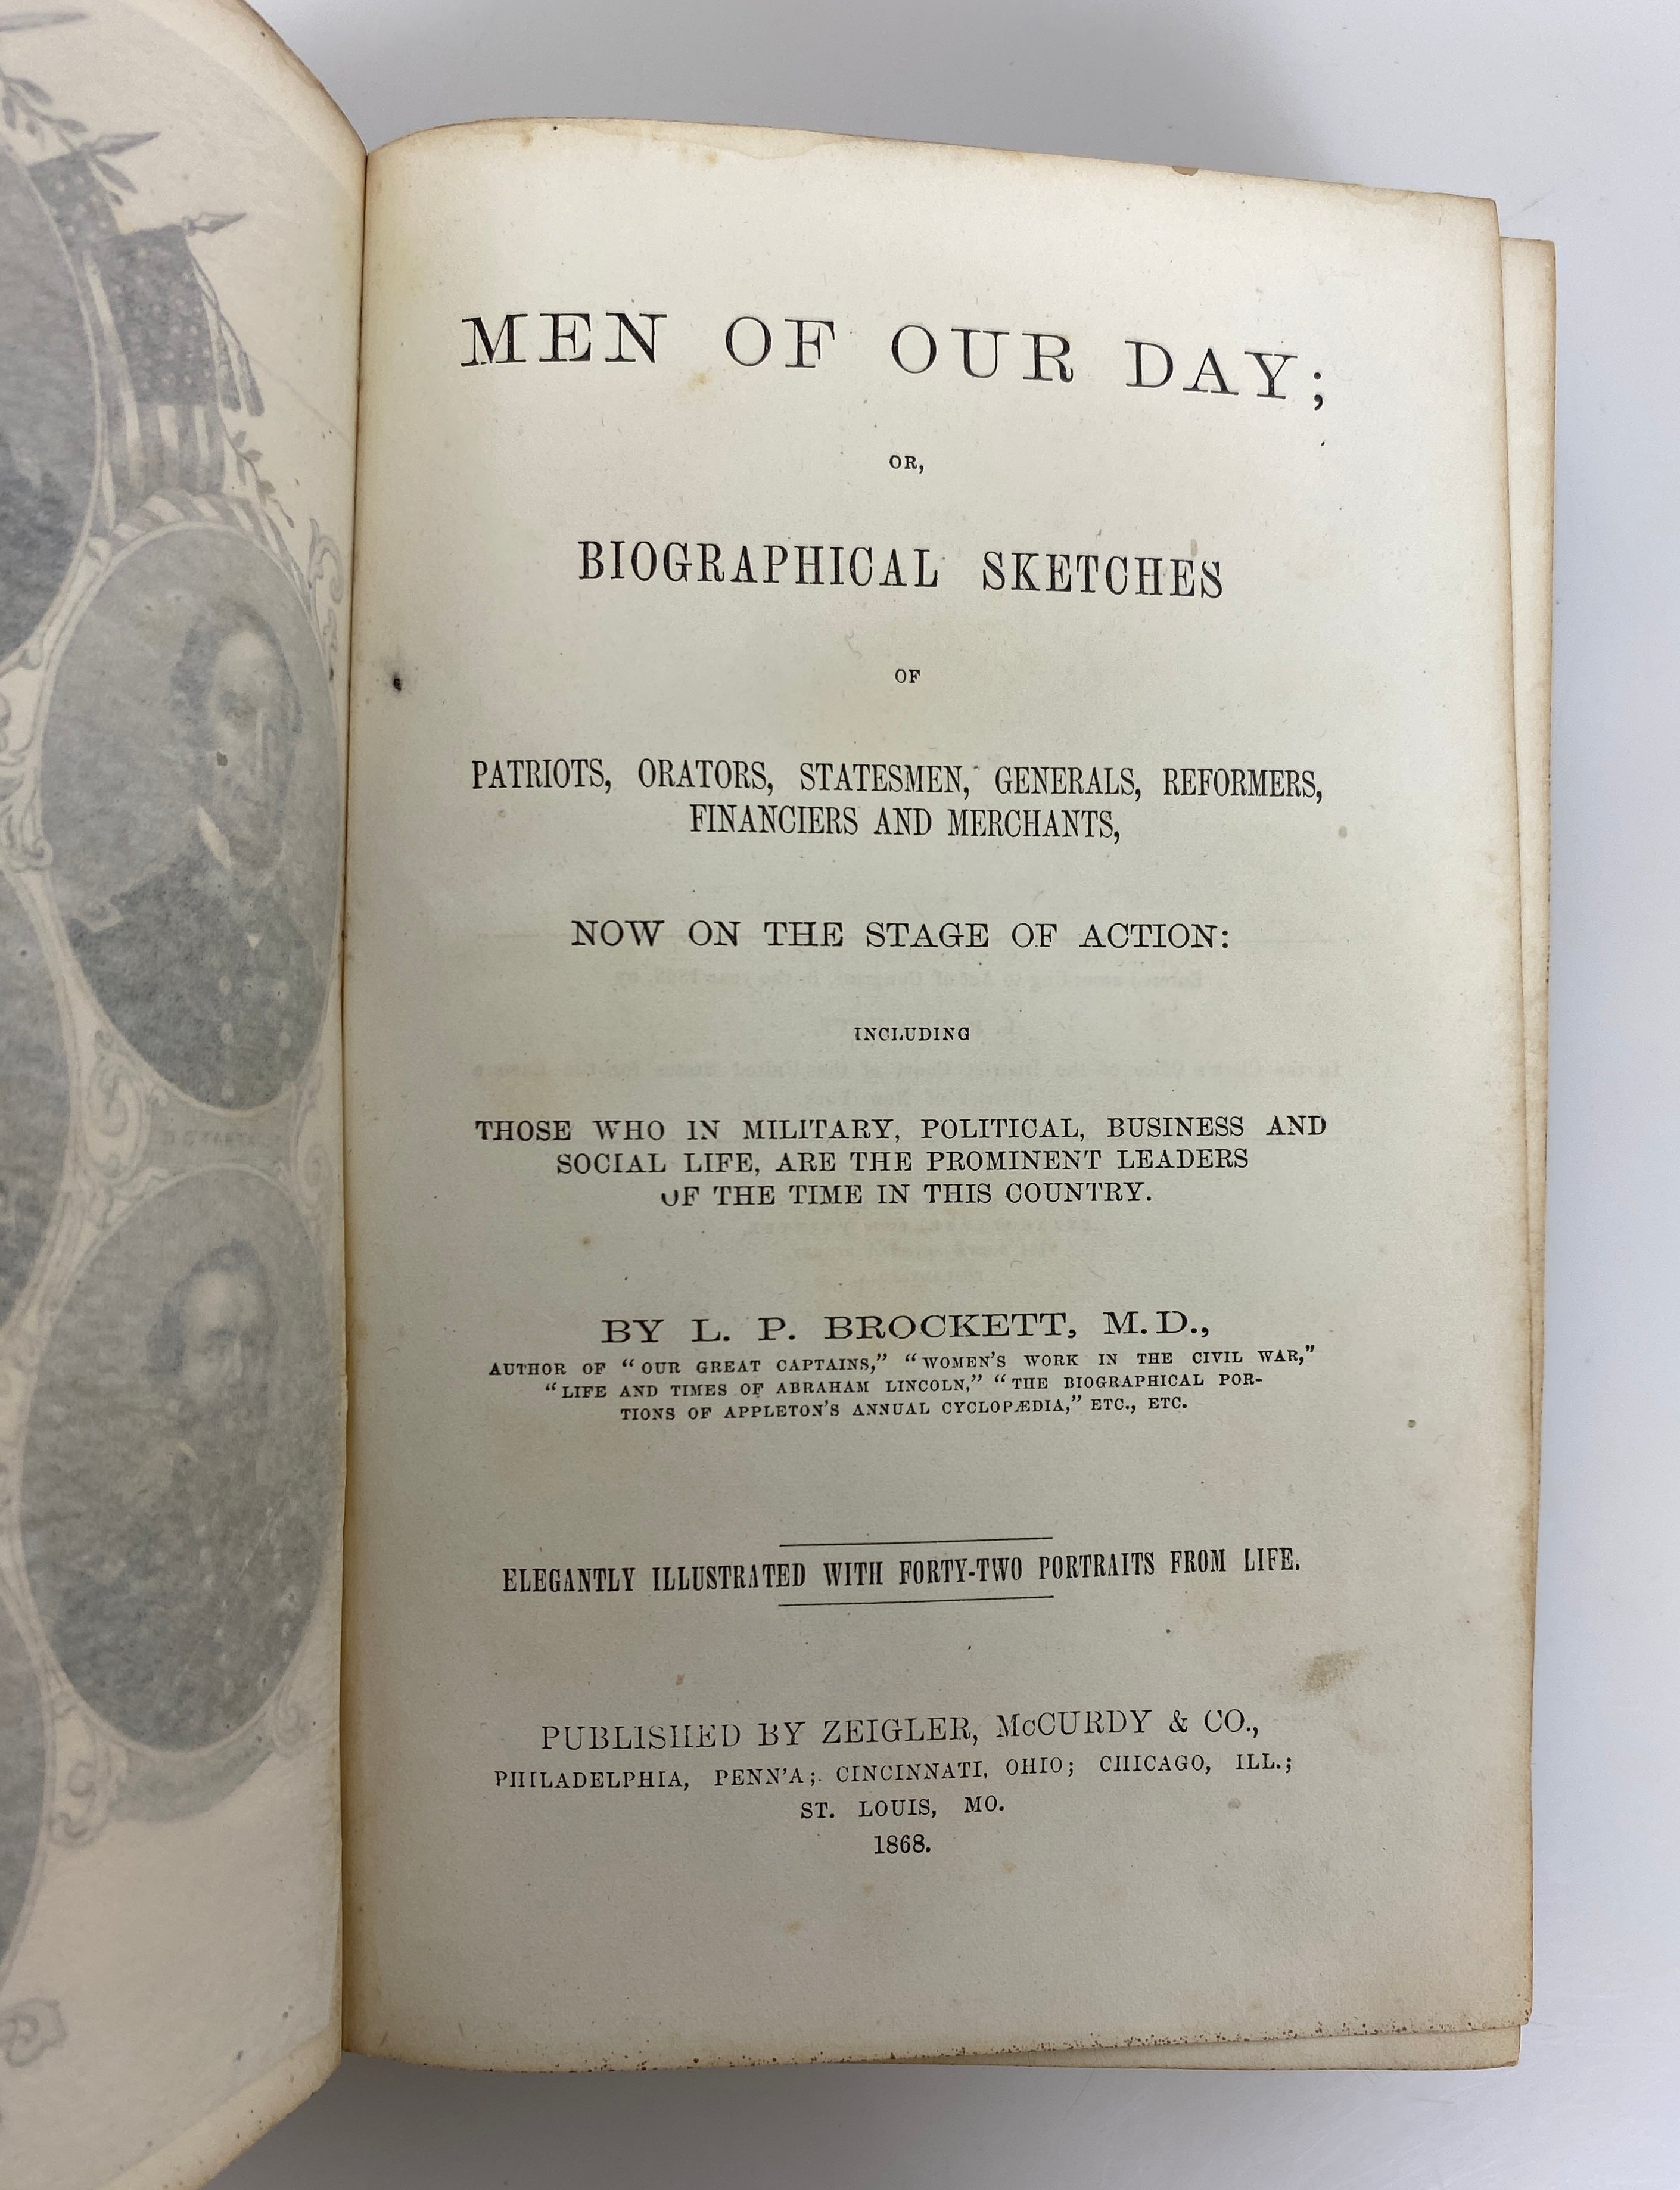 MEN OF OUR DAY;
OR,
BIOGRAPHICAL SKETCHES
OF
PATRIOTS, ORATORS, STATESMEN, GENERALS, REFORMERS,
FINANCIERS AND MERCHANTS,
NOW ON THE STAGE OF ACTION:
INCLUDING
THOSE WHO IN MILITARY, POLITICAL, BUSINESS AND
SOCIAL LIFE, ARE THE PROMINENT LEADERS
OF THE TIME IN THIS COUNTRY.
BY L. P. BROCKETT, M.D.,
AUTHOR OF "OUR GREAT CAPTAINS," "WOMEN'S WORK IN THE CIVIL WAR,"
"LIFE AND TIMES OF ABRAHAM LINCOLN," "THE BIOGRAPHICAL POR-
TIONS OF APPLETON'S ANNUAL CYCLOPÆDIA," ETC., ETC.
ELEGANTLY ILLUSTRATED WITH FORTY-TWO PORTRAITS FROM LIFE.
PUBLISHED BY ZEIGLER, McCURDY & CO.,
PHILADELPHIA, PENN'A; CINCINNATI, OHIO; CHICAGO, ILL.;
ST. LOUIS, MO.
1868.